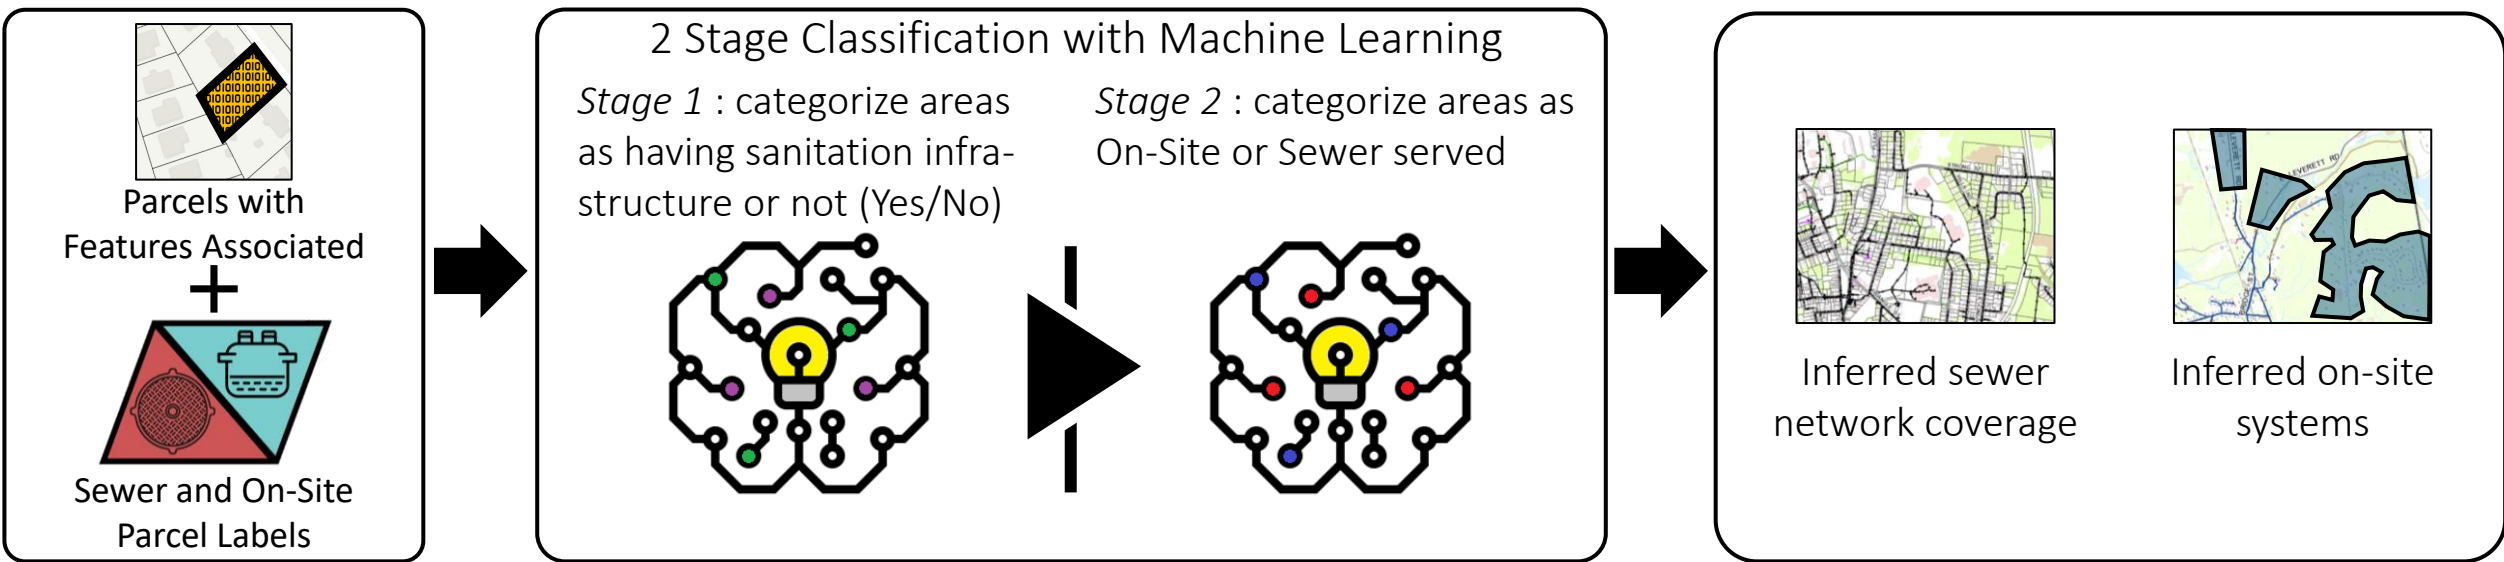 Parcels with
Features Associated
+
Sewer and On-Site
Parcel Labels
2 Stage Classification with Machine Learning
Stage 1 : categorize areas
as having sanitation infra-
structure or not (Yes/No)
Stage 2 : categorize areas as
On-Site or Sewer served
LEVERETT RD
Inferred sewer
network coverage
Inferred on-site
systems